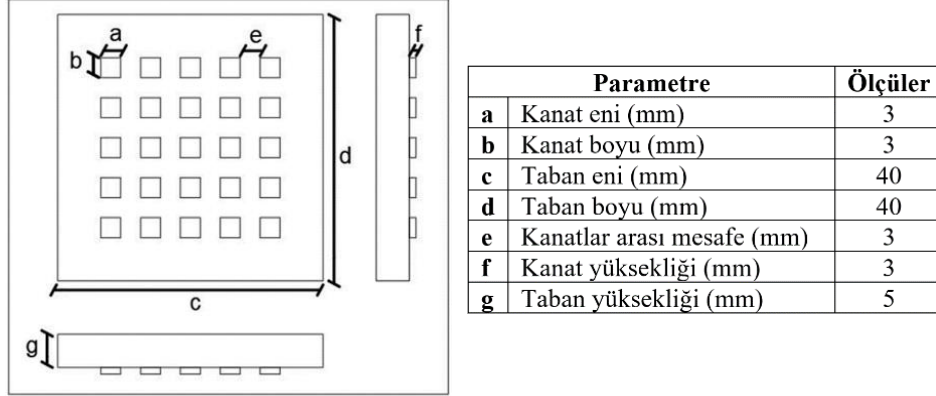 a
e
f
b
d
c
g
Parametre Ölçüler
a Kanat eni (mm) 3
b Kanat boyu (mm) 3
c Taban eni (mm) 40
d Taban boyu (mm) 40
e Kanatlar arası mesafe (mm) 3
f Kanat yüksekliği (mm) 3
g Taban yüksekliği (mm) 5